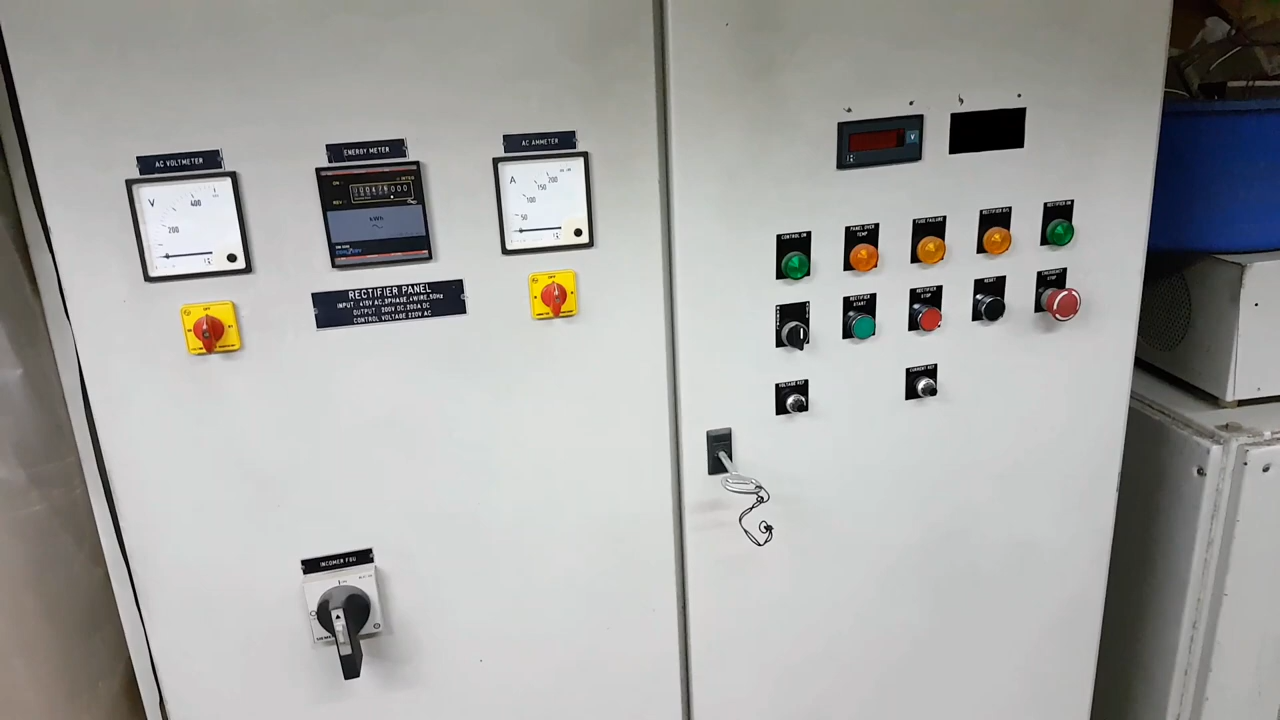 AC VOLTMETER
ENERGY METER
AC AMMETER
V
400
200
000476 000
kWh
A
200
150
100
50
RECTIFIER PANEL
INPUT: 415V AC,3PHASE,4WIRE,50Hz
OUTPUT: 200V DC,200A DC
CONTROL VOLTAGE 220V AC
OFF
OFF
V
CONTROL ON
PANEL OVER
TEMP
FUSE FAILURE
RECTIFIER O/L
RECTIFIER ON
RECTIFIER
START
RECTIFIER
STOP
RESET
EMERGENCY
STOP
VOLTAGE REF
CURRENT REF
INCOMER FSU